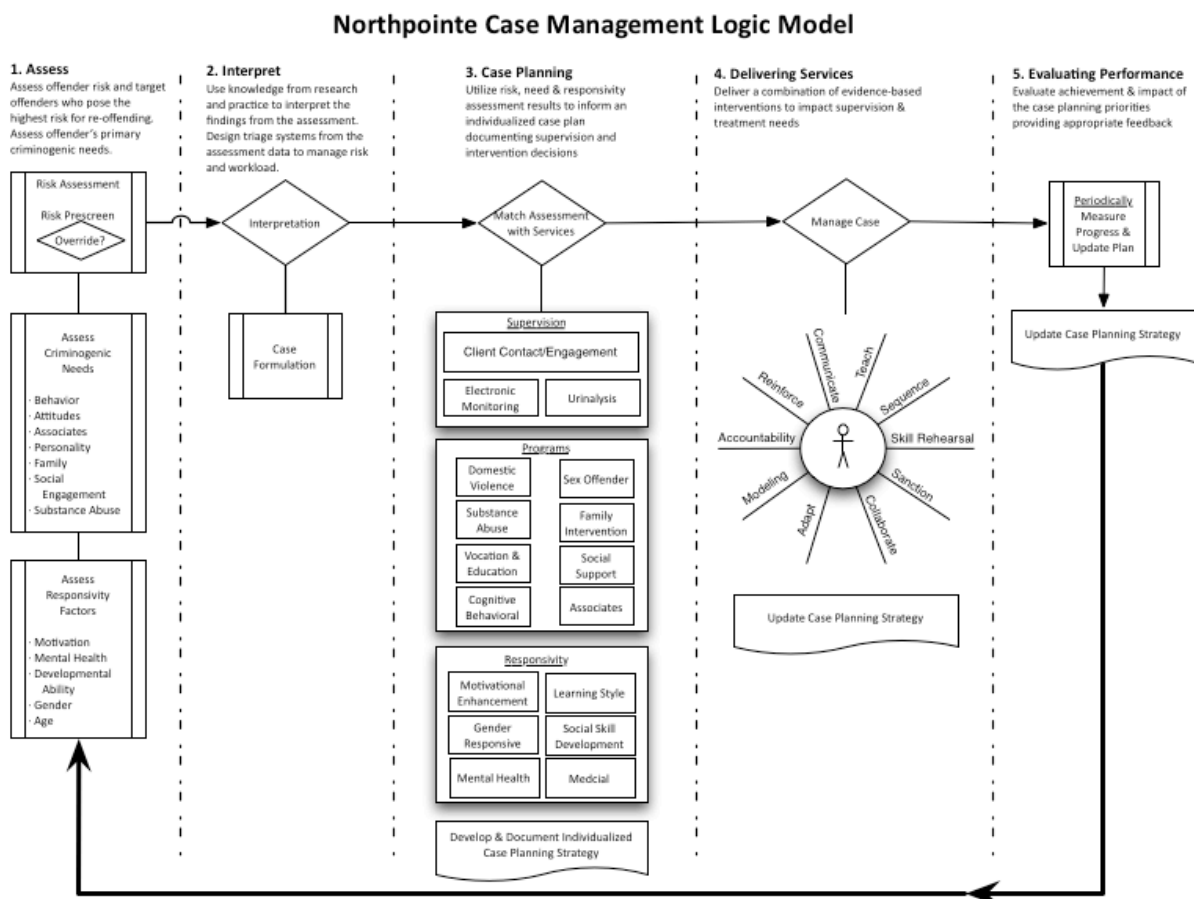 Northpointe Case Management Logic Model
1. Assess
Assess offender risk and target
offenders who pose the
highest risk for re-offending.
Assess offender's primary
criminogenic needs.
Risk Assessment
Risk Prescreen
Override?
Assess
Criminogenic
Needs
· Behavior
· Attitudes
· Associates
· Personality
· Family
· Social
Engagement
· Substance Abuse
Assess
Responsivity
Factors
· Motivation
· Mental Health
· Developmental
Ability
· Gender
· Age
2. Interpret
Use knowledge from research
and practice to interpret the
findings from the assessment.
Design triage systems from the
assessment data to manage risk
and workload.
Interpretation
Case
Formulation
3. Case Planning
Utilize risk, need & responsivity
assessment results to inform an
individualized case plan
documenting supervision and
intervention decisions
Match Assessment
with Services
Supervision
Client Contact/Engagement
Electronic
Monitoring
Urinalysis
Programs
Domestic
Violence
Sex Offender
Substance
Abuse
Family
Intervention
Vocation &
Education
Social
Support
Cognitive
Behavioral
Associates
Responsivity
Motivational
Enhancement
Learning Style
Gender
Responsive
Social Skill
Development
Mental Health
Medcial
Develop & Document Individualized
Case Planning Strategy
4. Delivering Services
Deliver a combination of evidence-based
interventions to impact supervision &
treatment needs
Manage Case
Communicate
Teach
Reinforce
Sequence
Accountability
Skill Rehearsal
Modeling
Sanction
Adapt
Collaborate
Update Case Planning Strategy
5. Evaluating Performance
Evaluate achievement & impact of
the case planning priorities
providing appropriate feedback
Periodically
Measure
Progress &
Update Plan
Update Case Planning Strategy